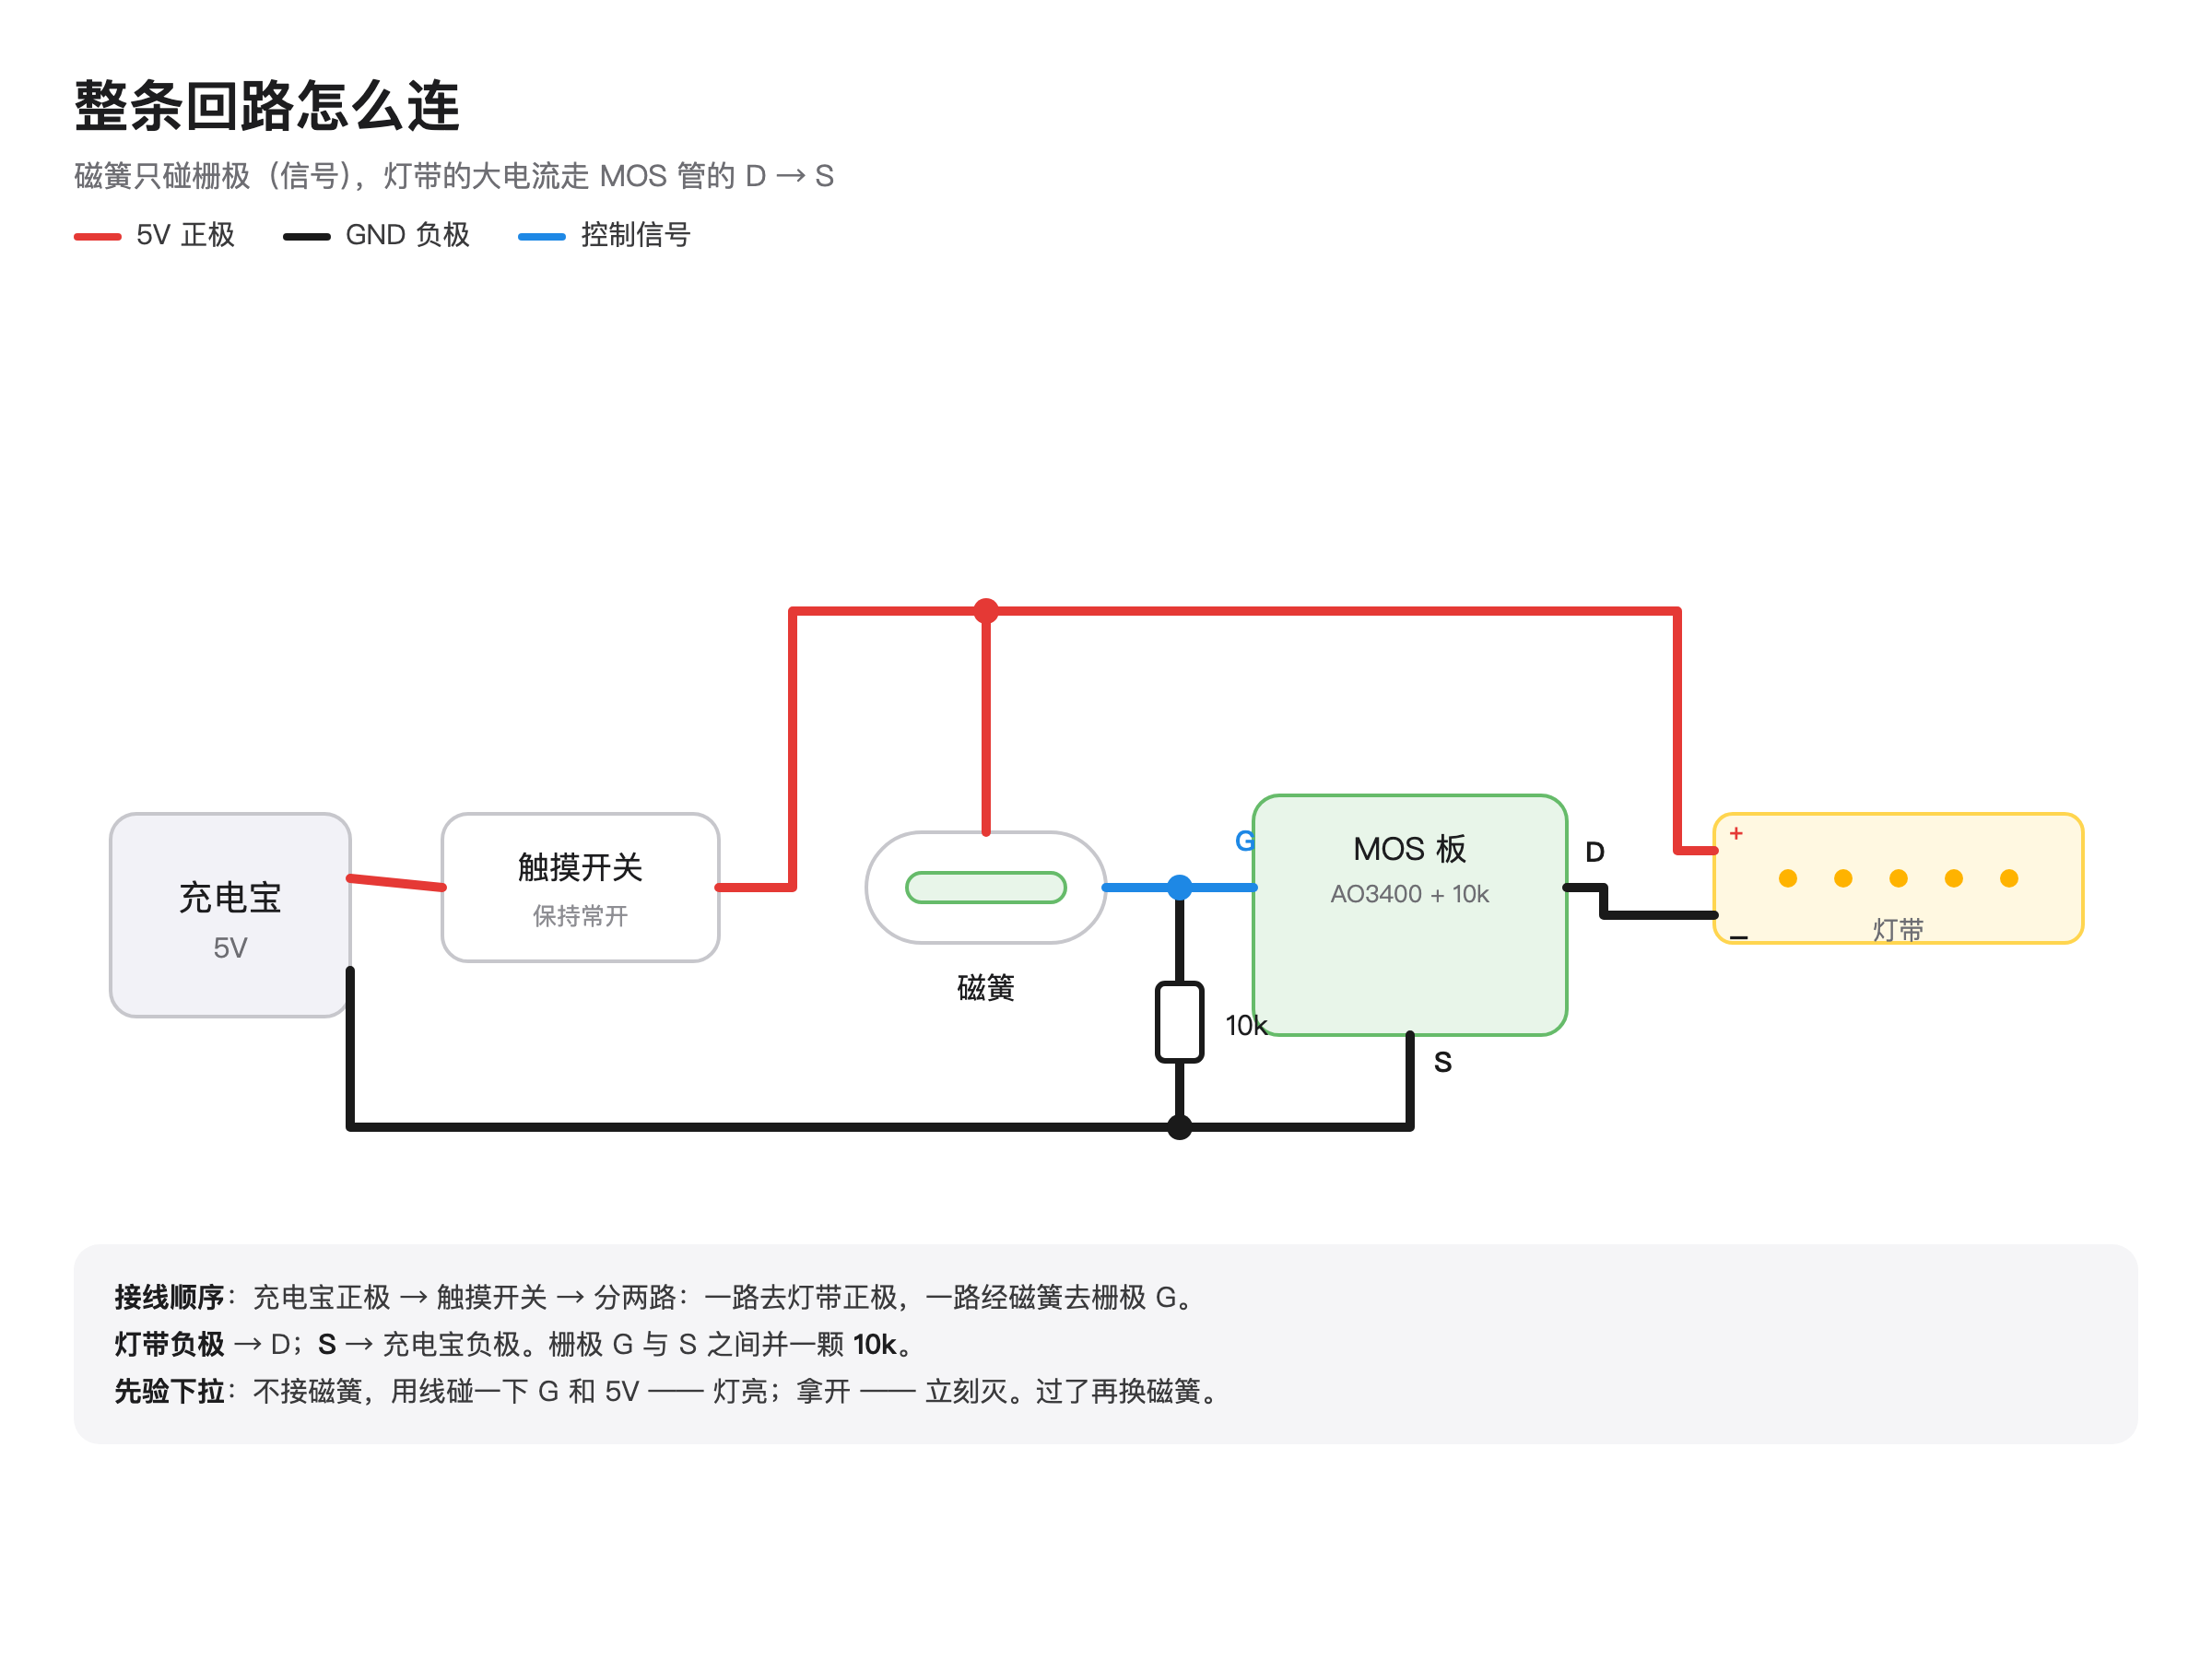 整条回路怎么连
磁簧只碰栅极（信号），灯带的大电流走 MOS 管的 D → S
5V 正极 GND 负极 控制信号
充电宝
5V
触摸开关
保持常开
磁簧
G
10k
MOS 板
AO3400 + 10k
D
S
+
–
灯带
接线顺序：充电宝正极 → 触摸开关 → 分两路：一路去灯带正极，一路经磁簧去栅极 G。
灯带负极 → D；S → 充电宝负极。栅极 G 与 S 之间并一颗 10k。
先验下拉：不接磁簧，用线碰一下 G 和 5V —— 灯亮；拿开 —— 立刻灭。过了再换磁簧。